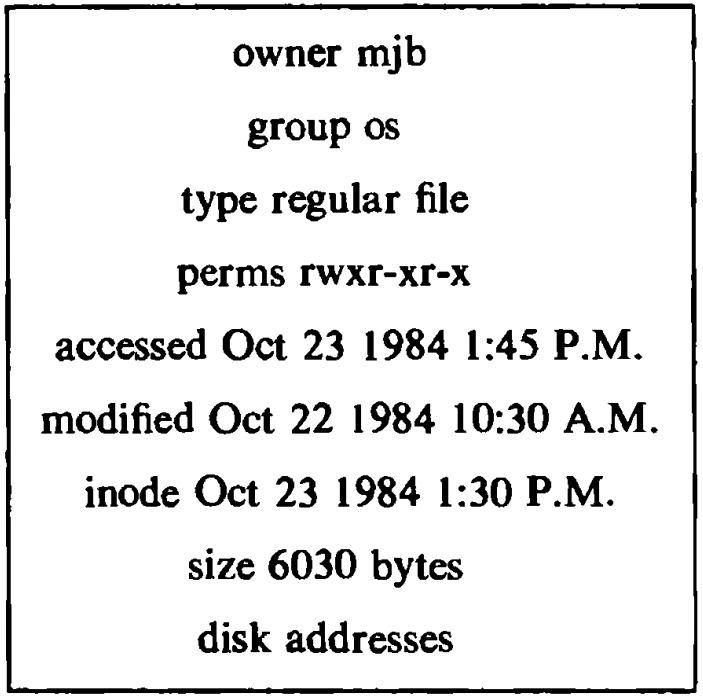 owner mjb
group os
type regular file
perms rwxr-xr-x
accessed Oct 23 1984 1:45 P.M.
modified Oct 22 1984 10:30 A.M.
inode Oct 23 1984 1:30 P.M.
size 6030 bytes
disk addresses